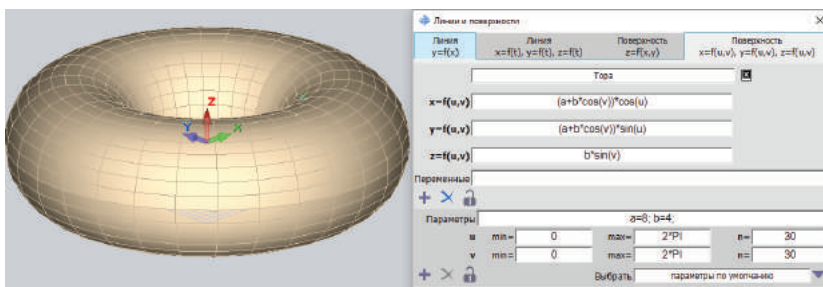 Линии и поверхности
Линия y=f(x)
Линия x=f(t), y=f(t), z=f(t)
Поверхность z=f(x,y)
Поверхность x=f(u,v), y=f(u,v), z=f(u,v)
Тора
x=f(u,v) (a+b*cos(v))*cos(u)
y=f(u,v) (a+b*cos(v))*sin(u)
z=f(u,v) b*sin(v)
Переменные
Параметры a=8; b=4;
u min= 0 max= 2*PI n= 30
v min= 0 max= 2*PI n= 30
Выбрать параметры по умолчанию
Z
Y
X